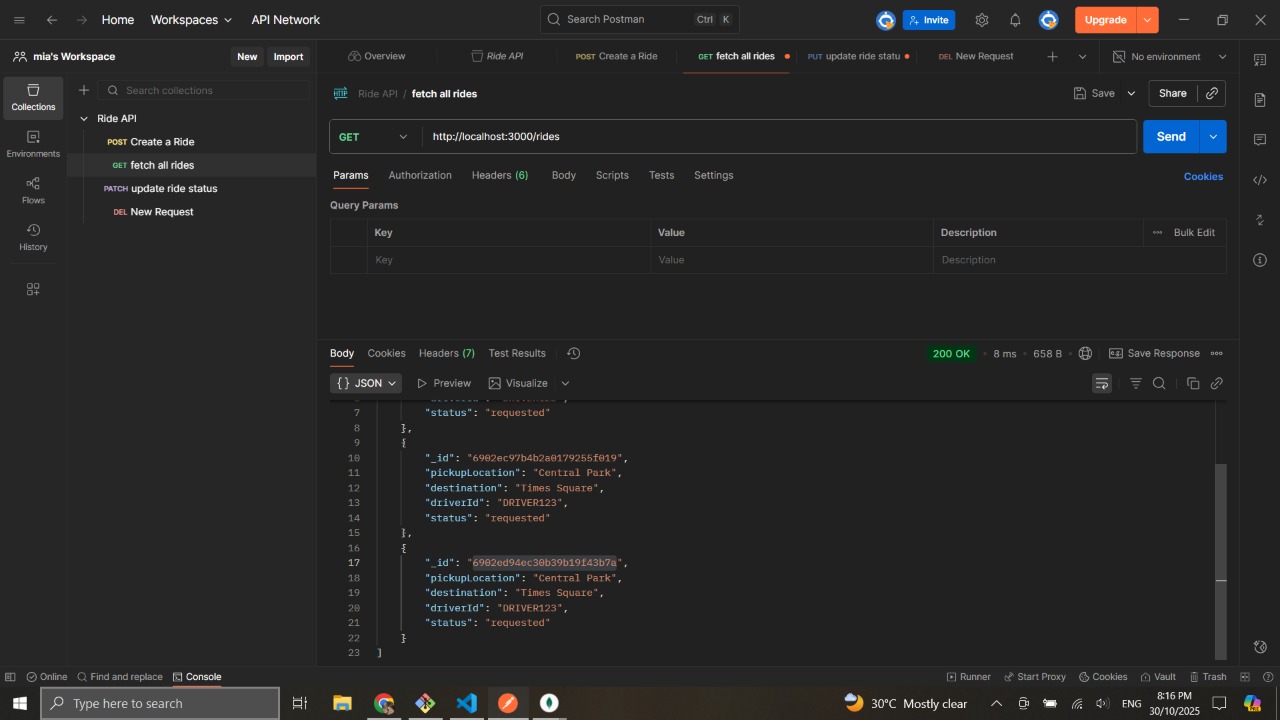 Home Workspaces API Network Search Postman Ctrl K Invite Upgrade
mia's Workspace New Import Overview Ride API POST Create a Ride GET fetch all rides PUT update ride statu DEL New Request No environment
Collections
Search collections
Ride API / fetch all rides Save Share
Ride API
POST Create a Ride
GET fetch all rides
PATCH update ride status
DEL New Request
Environments
Flows
History
GET http://localhost:3000/rides Send
Params Authorization Headers (6) Body Scripts Tests Settings Cookies
Query Params
Key Value Description Bulk Edit
Key Value Description
Body Cookies Headers (7) Test Results 200 OK 8 ms 658 B Save Response
{} JSON Preview Visualize
7 "status": "requested"
8 },
9 {
10 "_id": "6902ec97b4b2a0179255f019",
11 "pickupLocation": "Central Park",
12 "destination": "Times Square",
13 "driverId": "DRIVER123",
14 "status": "requested"
15 },
16 {
17 "_id": "6902ed94ec30b39b19f43b7a",
18 "pickupLocation": "Central Park",
19 "destination": "Times Square",
20 "driverId": "DRIVER123",
21 "status": "requested"
22 }
23 ]
Online Find and replace Console Runner Start Proxy Cookies Vault Trash
Type here to search 30°C Mostly clear ENG 8:16 PM
30/10/2025